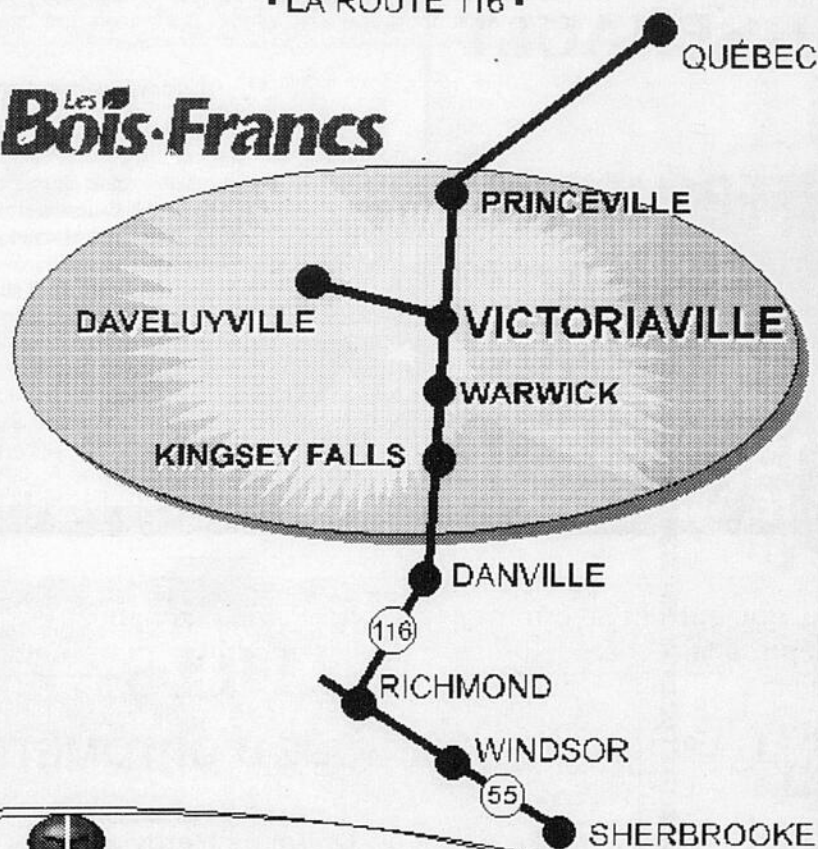 • LA ROUTE 116 •
QUÉBEC
Les
Bois·Francs
PRINCEVILLE
DAVELUYVILLE
VICTORIAVILLE
WARWICK
KINGSEY FALLS
DANVILLE
116
RICHMOND
WINDSOR
55
SHERBROOKE